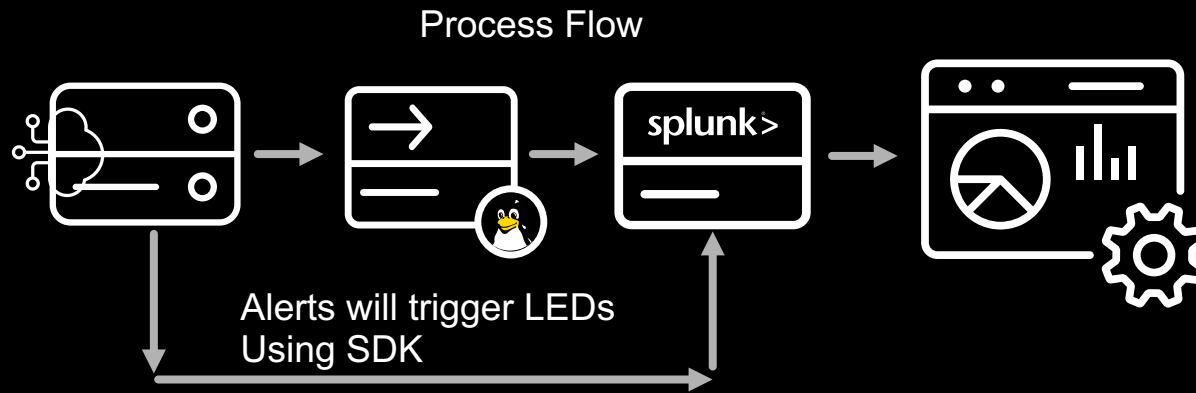 Process Flow
splunk>
Alerts will trigger LEDs
Using SDK